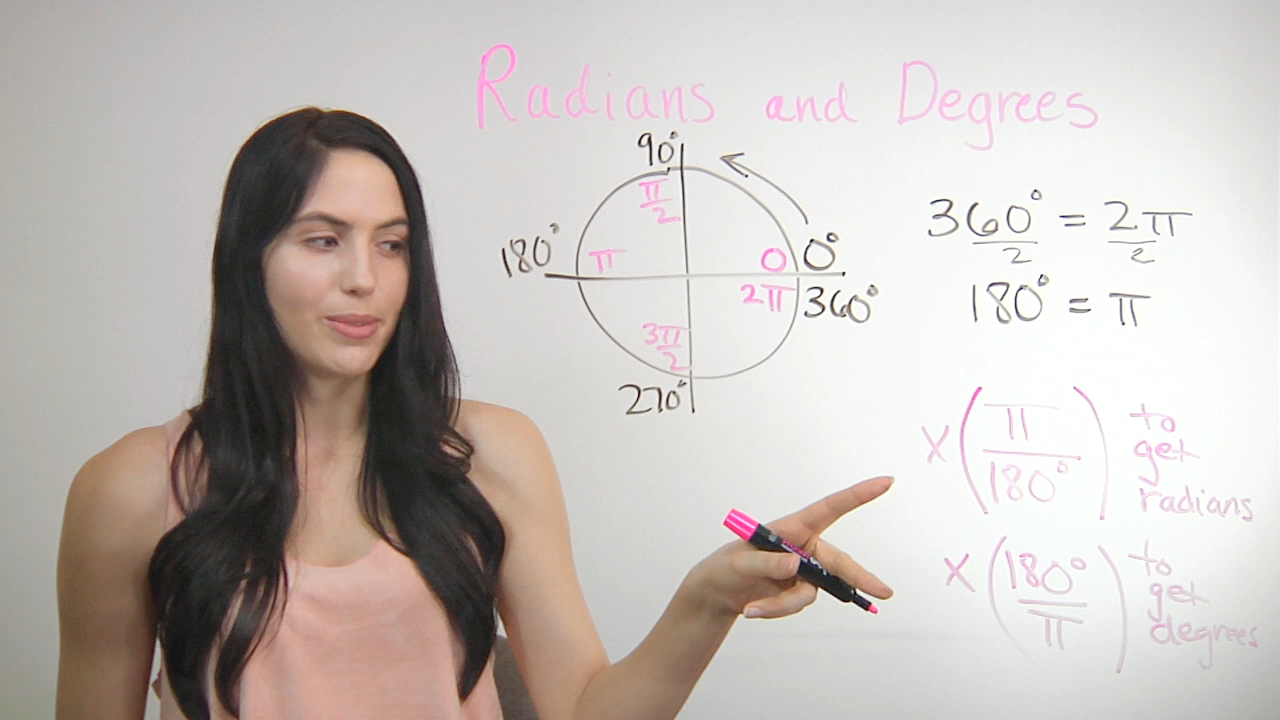 Radians and Degrees
90°
π/2
180° π 0 0°
2π 360°
3π/2
270°
360°/2 = 2π/2
180° = π
x (π/180°) to get radians
x (180°/π) to get degrees